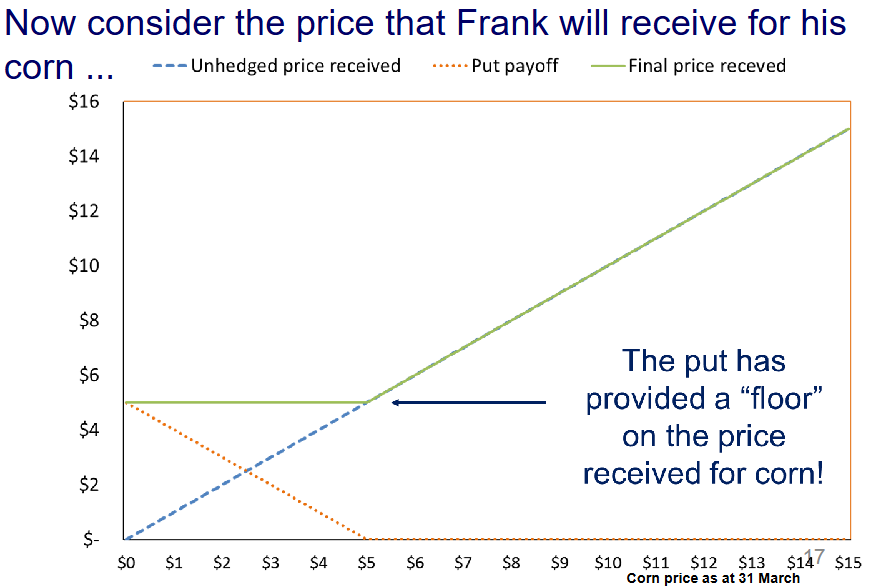 Now consider the price that Frank will receive for his
corn ...
Unhedged price received Put payoff Final price receved
$16
$14
$12
$10
$8
$6
$4
$2
$-
The put has
provided a “floor”
on the price
received for corn!
$0 $1 $2 $3 $4 $5 $6 $7 $8 $9 $10 $11 $12 $13 $14 $15
17
Corn price as at 31 March